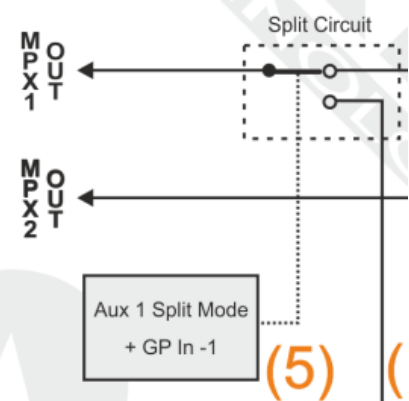 Split Circuit
MPX1 OUT
MPX2 OUT
Aux 1 Split Mode
+ GP In -1
(5) (